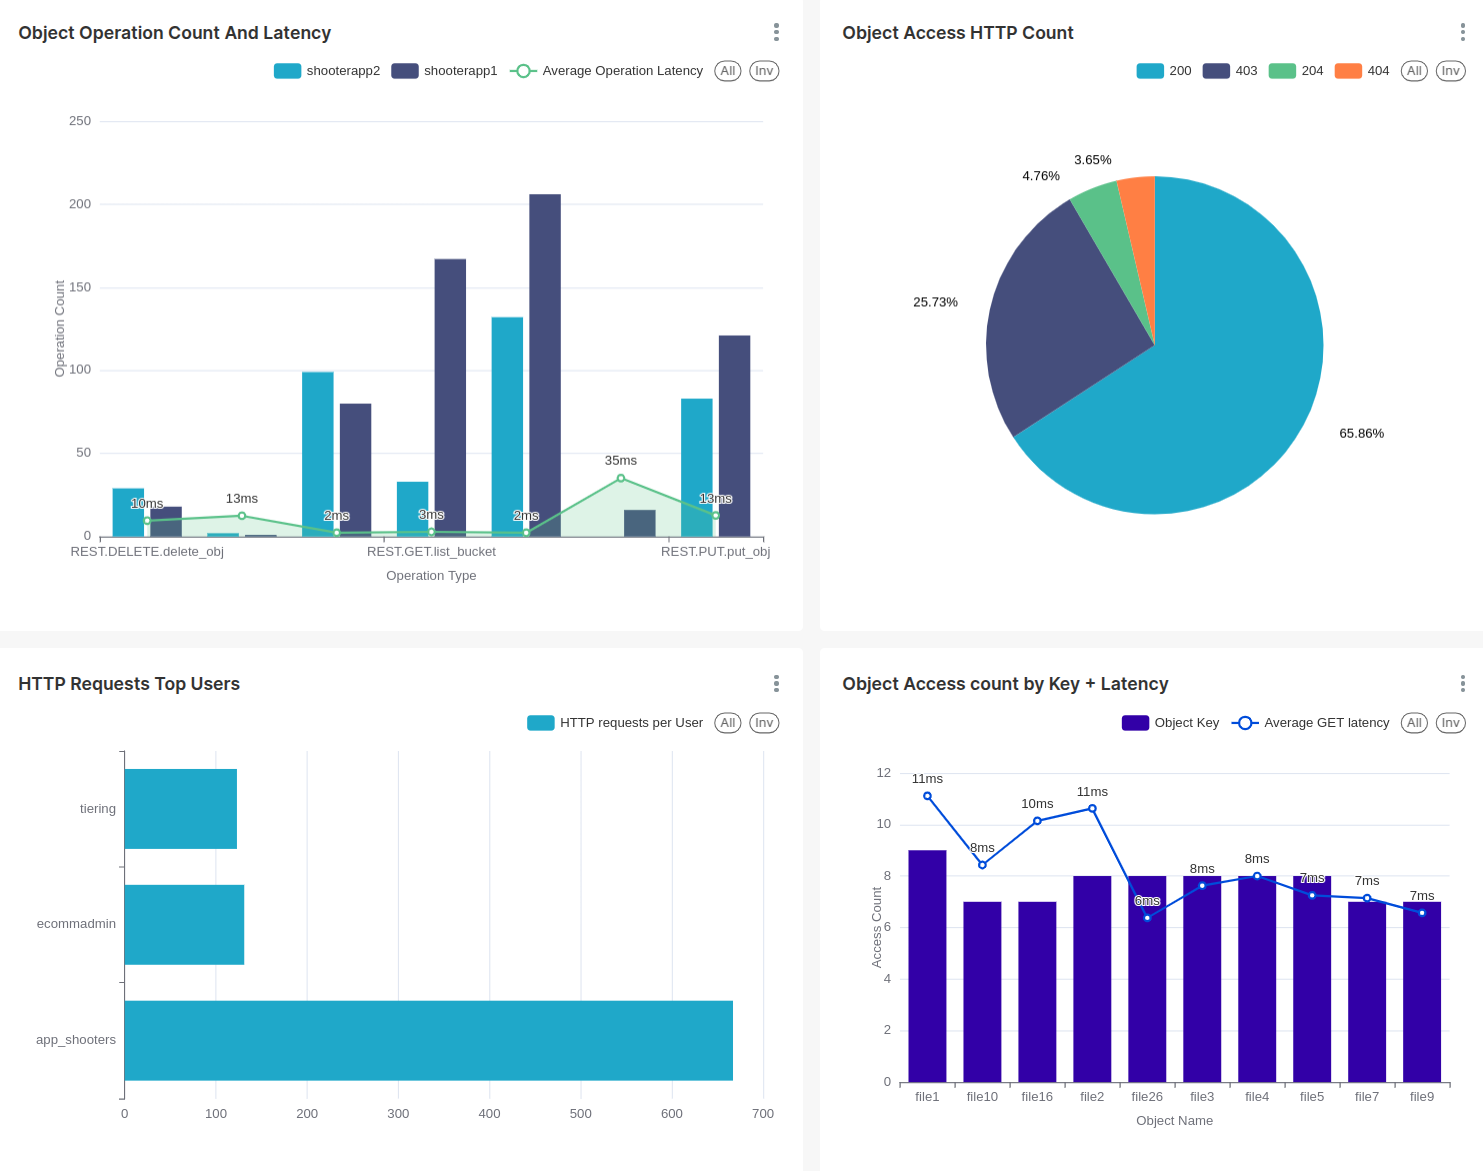 Object Operation Count And Latency
shooterapp2 shooterapp1 Average Operation Latency All Inv
250
200
150
100
50
0
Operation Count
10ms
13ms
2ms
3ms
2ms
35ms
13ms
REST.DELETE.delete_obj REST.GET.list_bucket REST.PUT.put_obj
Operation Type
Object Access HTTP Count
200 403 204 404 All Inv
3.65%
4.76%
25.73%
65.86%
HTTP Requests Top Users
HTTP requests per User All Inv
tiering
ecommadmin
app_shooters
0 100 200 300 400 500 600 700
Object Access count by Key + Latency
Object Key Average GET latency All Inv
12
10
8
6
4
2
0
Access Count
11ms
8ms
10ms
11ms
6ms
8ms
8ms
7ms
7ms
7ms
file1 file10 file16 file2 file26 file3 file4 file5 file7 file9
Object Name